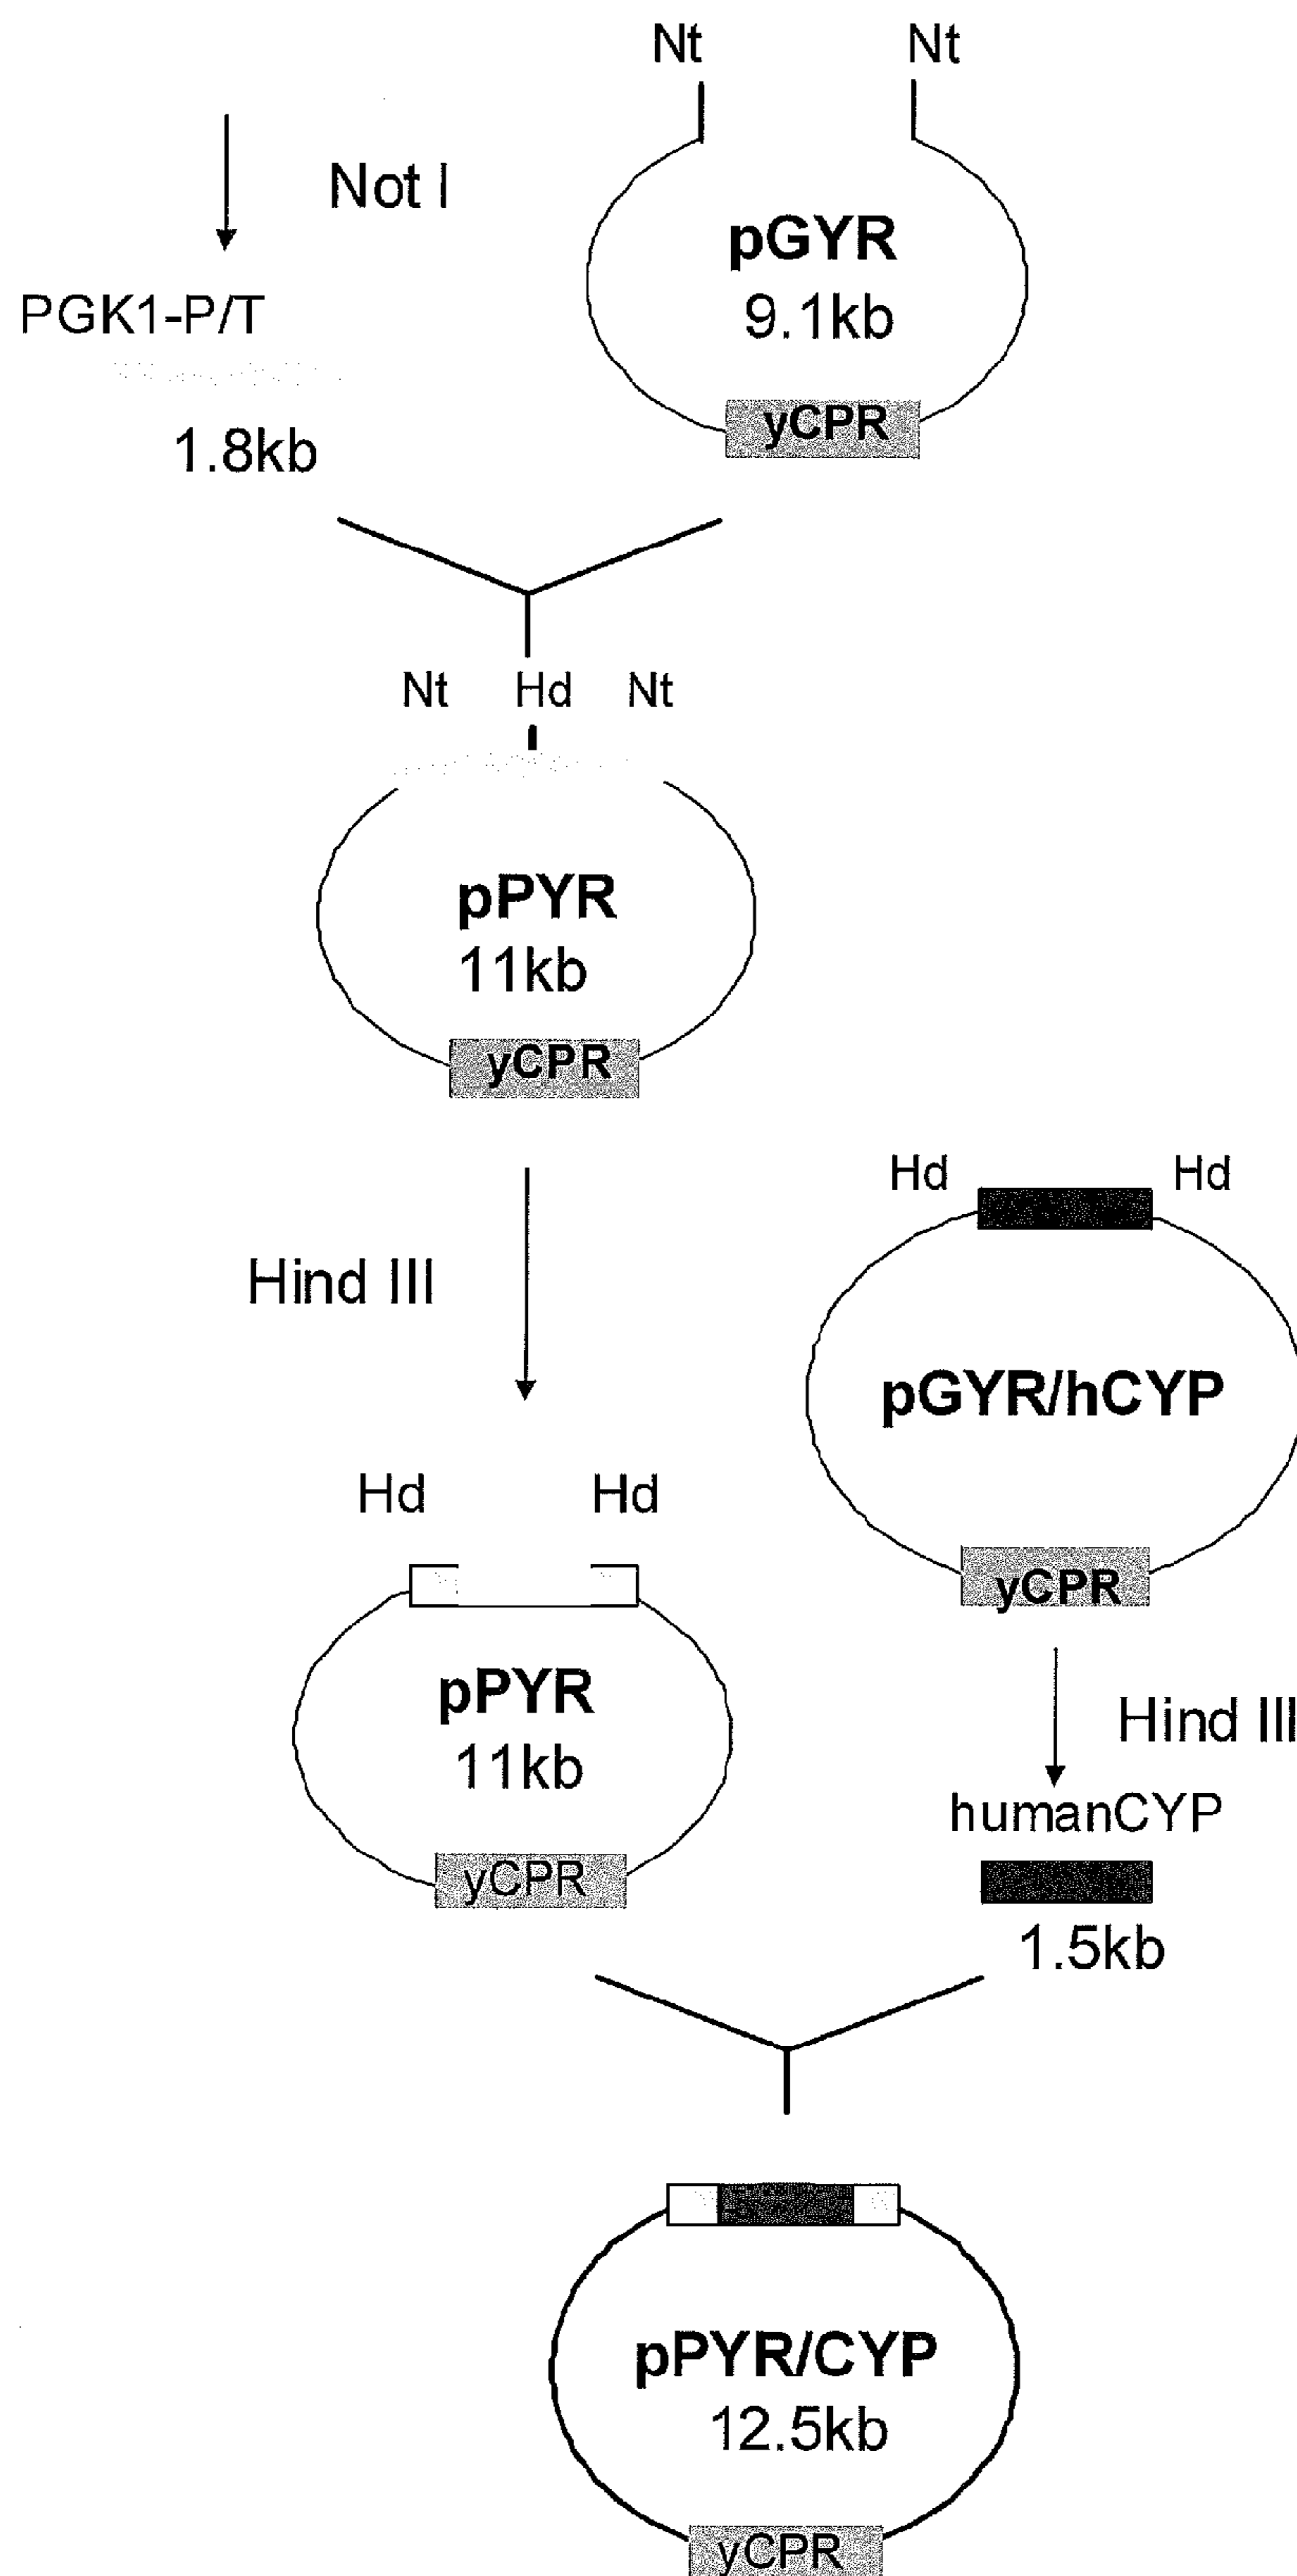 Nt Nt
Not I
pGYR
9.1kb
PGK1-P/T
yCPR
1.8kb
Nt Hd Nt
pPYR
11kb
yCPR
Hd Hd
Hind III
pGYR/hCYP
Hd Hd
yCPR
pPYR
11kb
Hind III
humanCYP
yCPR
1.5kb
pPYR/CYP
12.5kb
yCPR